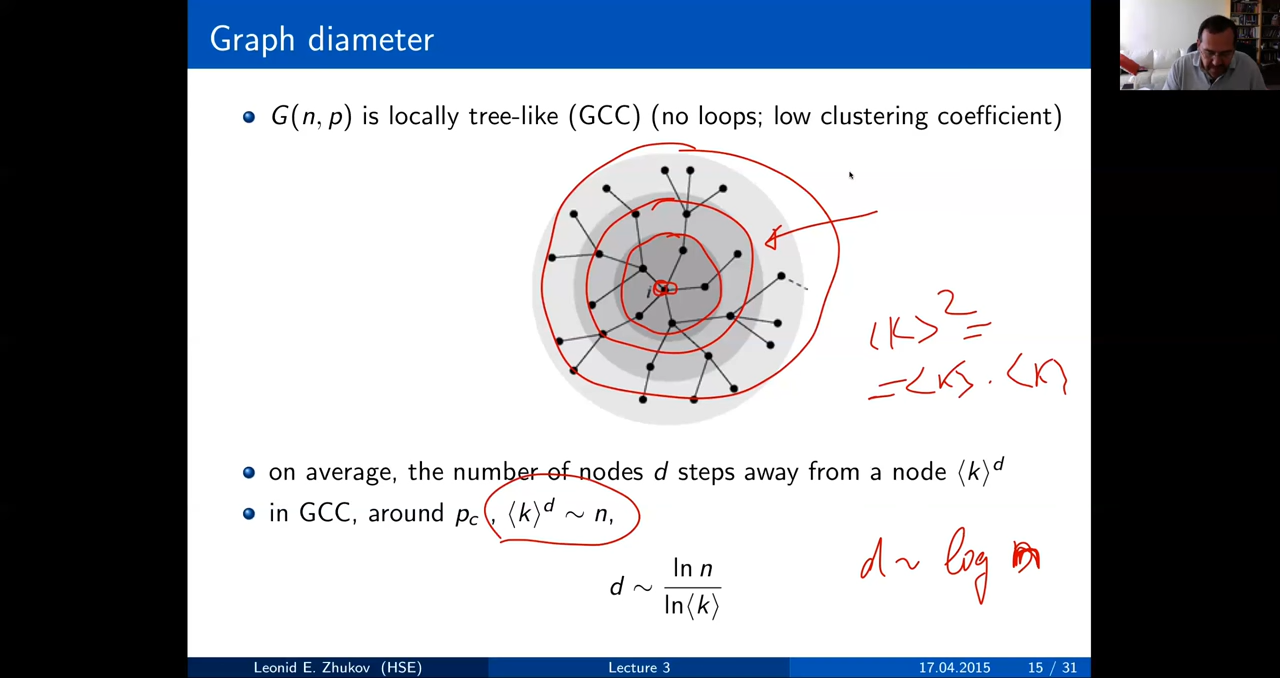 Graph diameter
G(n, p) is locally tree-like (GCC) (no loops; low clustering coefficient)
i
⟨k⟩² =
= ⟨k⟩ · ⟨k⟩
on average, the number of nodes d steps away from a node ⟨k⟩^d
in GCC, around p_c , ⟨k⟩^d ∼ n,
d ∼ ln n / ln⟨k⟩
d ~ log n
Leonid E. Zhukov (HSE) Lecture 3 17.04.2015 15 / 31